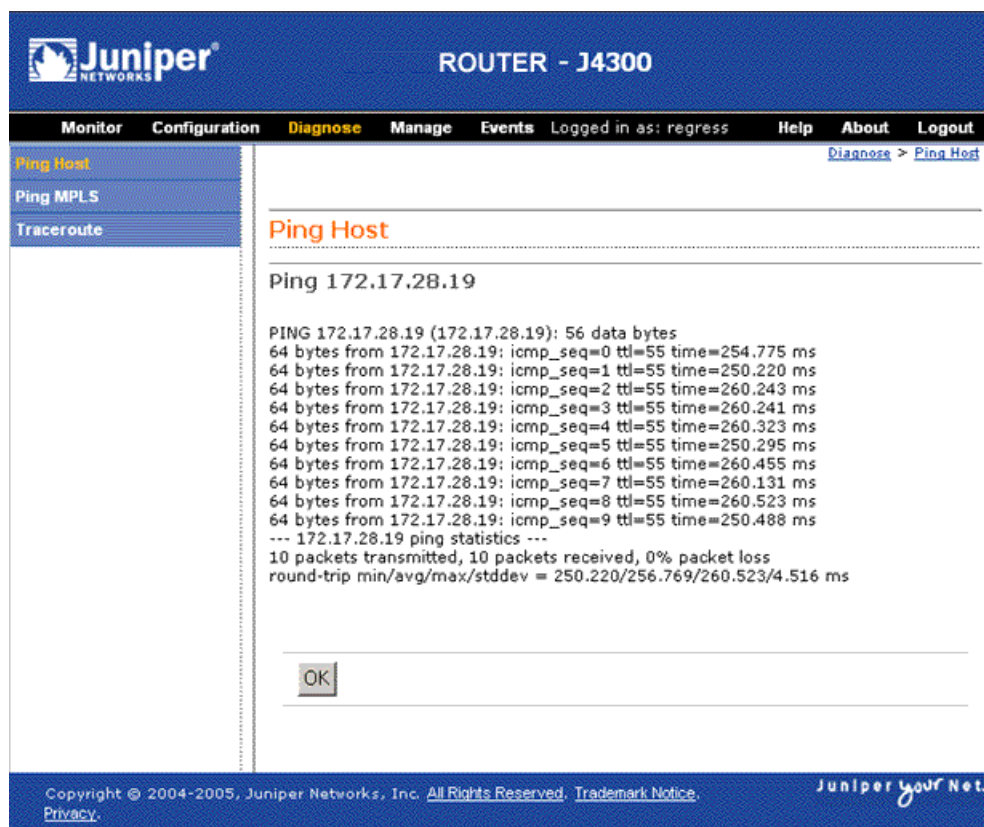 Juniper®
NETWORKS
ROUTER - J4300
Monitor Configuration Diagnose Manage Events Logged in as: regress Help About Logout
Diagnose > Ping Host
Ping Host
Ping MPLS
Traceroute
Ping Host
Ping 172.17.28.19
PING 172.17.28.19 (172.17.28.19): 56 data bytes
64 bytes from 172.17.28.19: icmp_seq=0 ttl=55 time=254.775 ms
64 bytes from 172.17.28.19: icmp_seq=1 ttl=55 time=250.220 ms
64 bytes from 172.17.28.19: icmp_seq=2 ttl=55 time=260.243 ms
64 bytes from 172.17.28.19: icmp_seq=3 ttl=55 time=260.241 ms
64 bytes from 172.17.28.19: icmp_seq=4 ttl=55 time=260.323 ms
64 bytes from 172.17.28.19: icmp_seq=5 ttl=55 time=250.295 ms
64 bytes from 172.17.28.19: icmp_seq=6 ttl=55 time=260.455 ms
64 bytes from 172.17.28.19: icmp_seq=7 ttl=55 time=260.131 ms
64 bytes from 172.17.28.19: icmp_seq=8 ttl=55 time=260.523 ms
64 bytes from 172.17.28.19: icmp_seq=9 ttl=55 time=250.488 ms
--- 172.17.28.19 ping statistics ---
10 packets transmitted, 10 packets received, 0% packet loss
round-trip min/avg/max/stddev = 250.220/256.769/260.523/4.516 ms
OK
Copyright © 2004-2005, Juniper Networks, Inc. All Rights Reserved. Trademark Notice.
Privacy.
Juniper your Net.